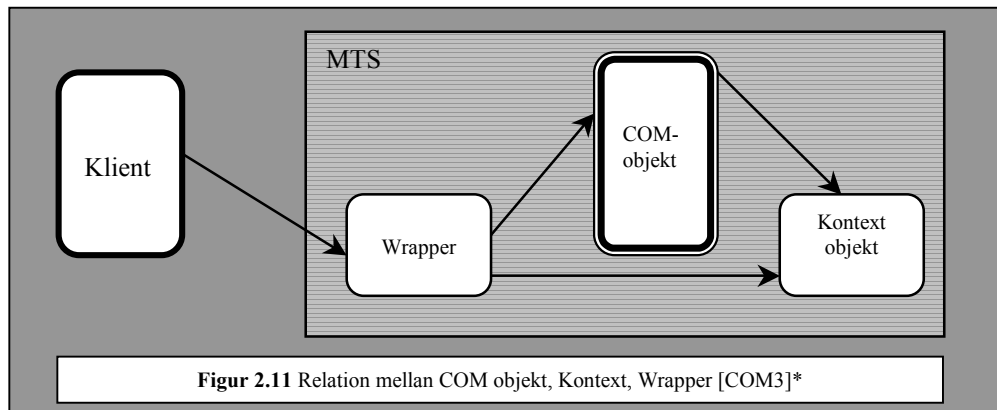 MTS
Klient
COM-
objekt
Wrapper
Kontext
objekt
Figur 2.11 Relation mellan COM objekt, Kontext, Wrapper [COM3]*